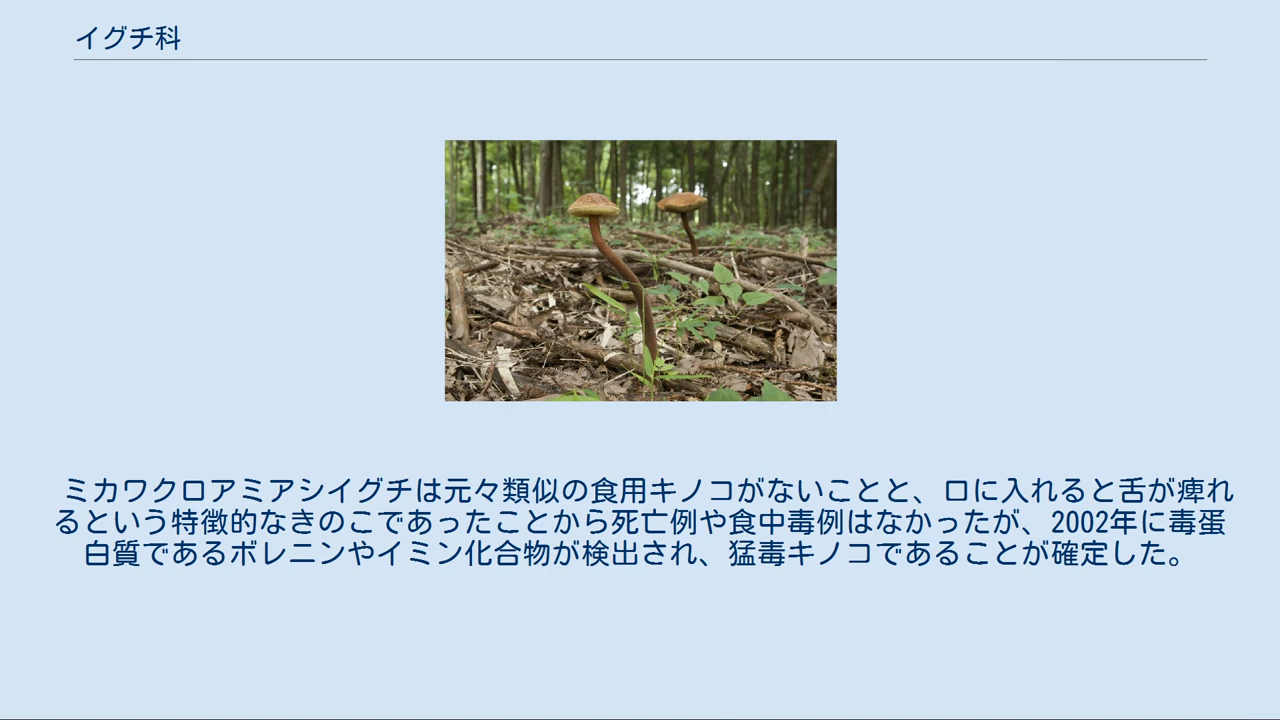 イグチ科
ミカワクロアミアシイグチは元々類似の食用キノコがないことと、口に入れると舌が痺れ
るという特徴的なきのこであったことから死亡例や食中毒例はなかったが、2002年に毒蛋
白質であるボレニンやイミン化合物が検出され、猛毒キノコであることが確定した。